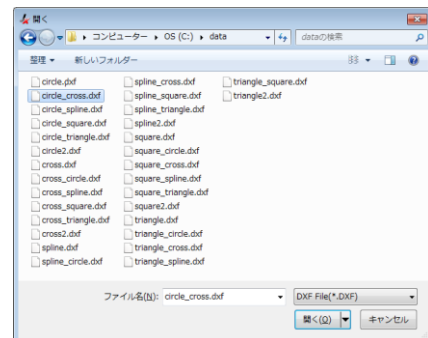 開く
コンピューター ▸ OS (C:) ▸ data
dataの検索
整理 ▼ 新しいフォルダー
circle.dxf
circle_cross.dxf
circle_spline.dxf
circle_square.dxf
circle_triangle.dxf
circle2.dxf
cross.dxf
cross_circle.dxf
cross_spline.dxf
cross_square.dxf
cross_triangle.dxf
cross2.dxf
spline.dxf
spline_circle.dxf
spline_cross.dxf
spline_square.dxf
spline_triangle.dxf
spline2.dxf
square.dxf
square_circle.dxf
square_cross.dxf
square_spline.dxf
square_triangle.dxf
square2.dxf
triangle.dxf
triangle_circle.dxf
triangle_cross.dxf
triangle_spline.dxf
triangle_square.dxf
triangle2.dxf
ファイル名(N): circle_cross.dxf DXF File(*.DXF)
開く(O) キャンセル